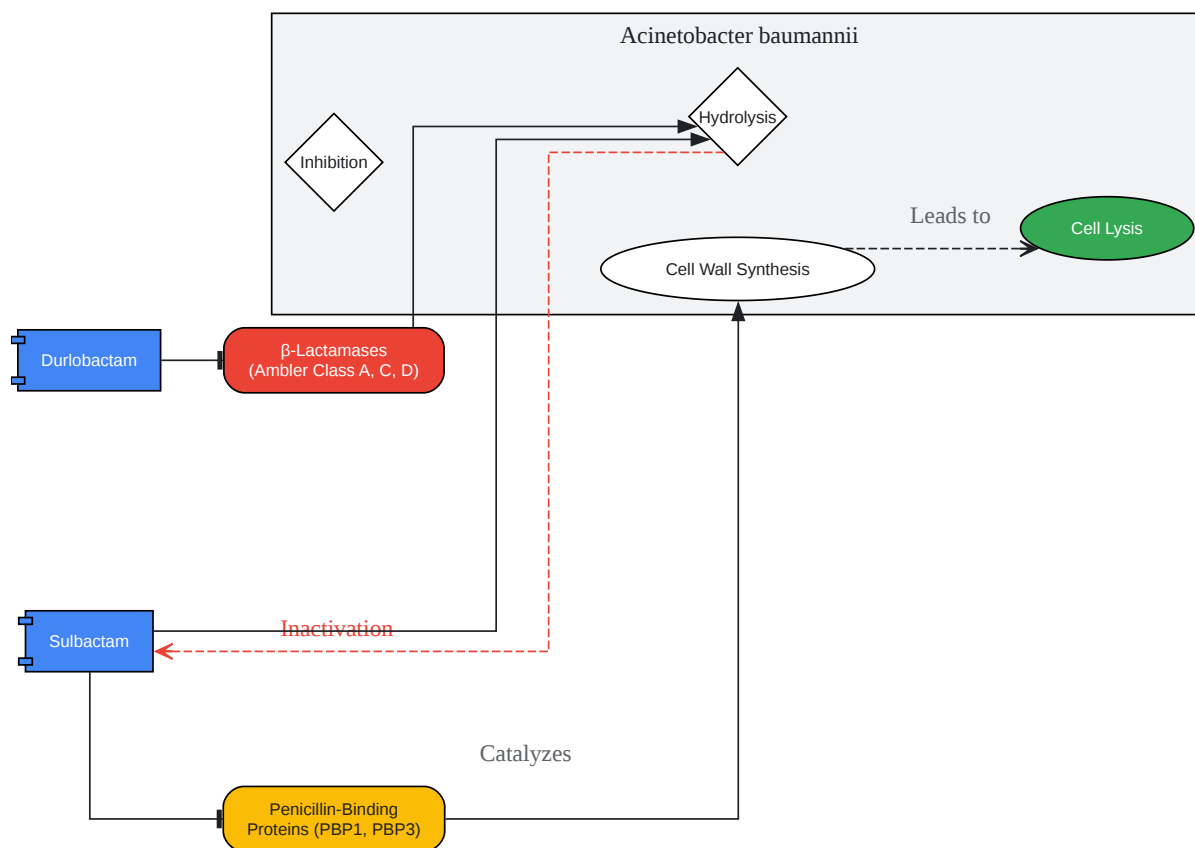 Acinetobacter baumannii
Hydrolysis
Inhibition
Leads to
Cell Lysis
Cell Wall Synthesis
Durlobactam
β-Lactamases
(Ambler Class A, C, D)
Sulbactam
Inactivation
Catalyzes
Penicillin-Binding
Proteins (PBP1, PBP3)